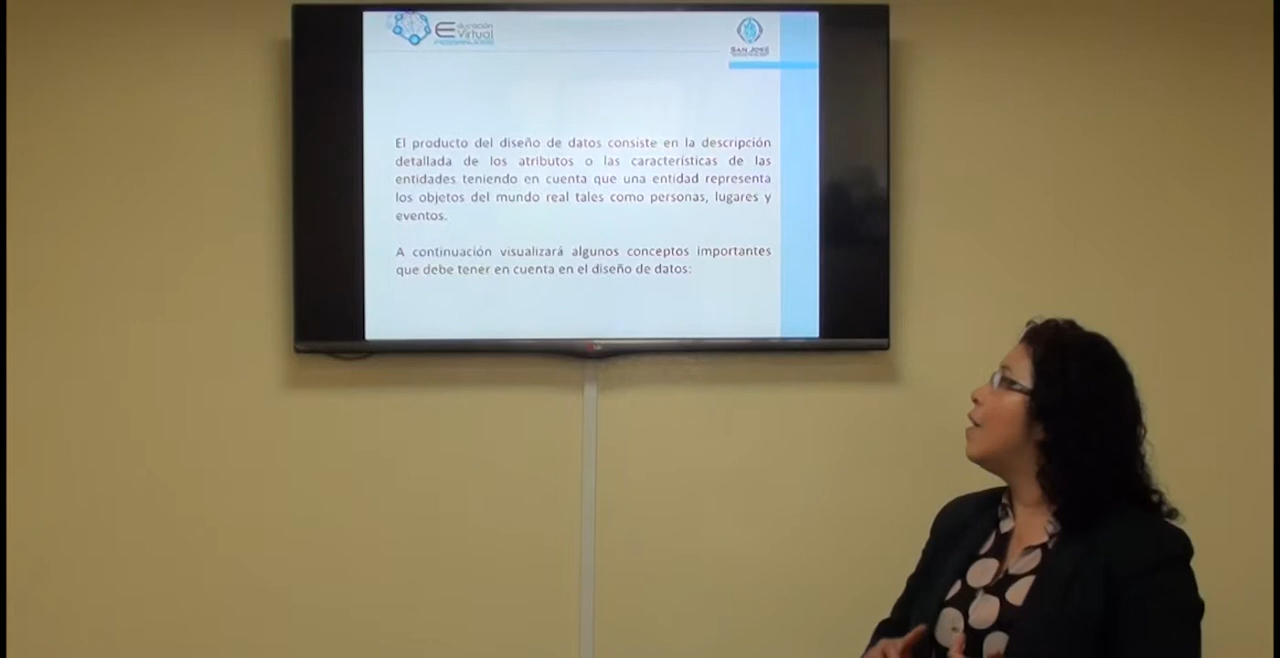 Educación
Virtual
SAN JOSÉ
El producto del diseño de datos consiste en la descripción
detallada de los atributos o las características de las
entidades teniendo en cuenta que una entidad representa
los objetos del mundo real tales como personas, lugares y
eventos.
A continuación visualizará algunos conceptos importantes
que debe tener en cuenta en el diseño de datos: